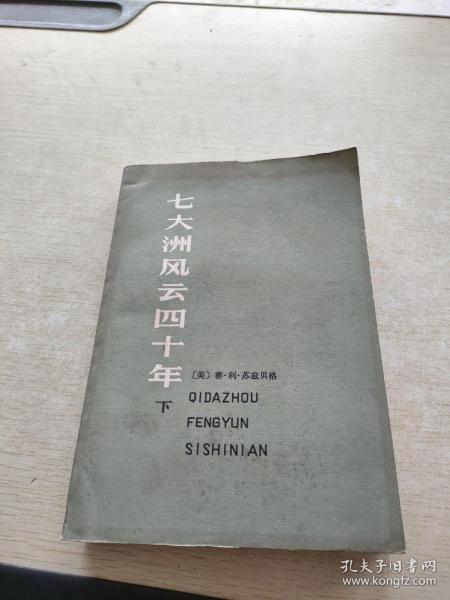 七大洲风云四十年
下
〔美〕赛·利·苏兹贝格
QIDAZHOU
FENGYUN
SISHINIAN
孔夫子旧书网
www.kongfz.com